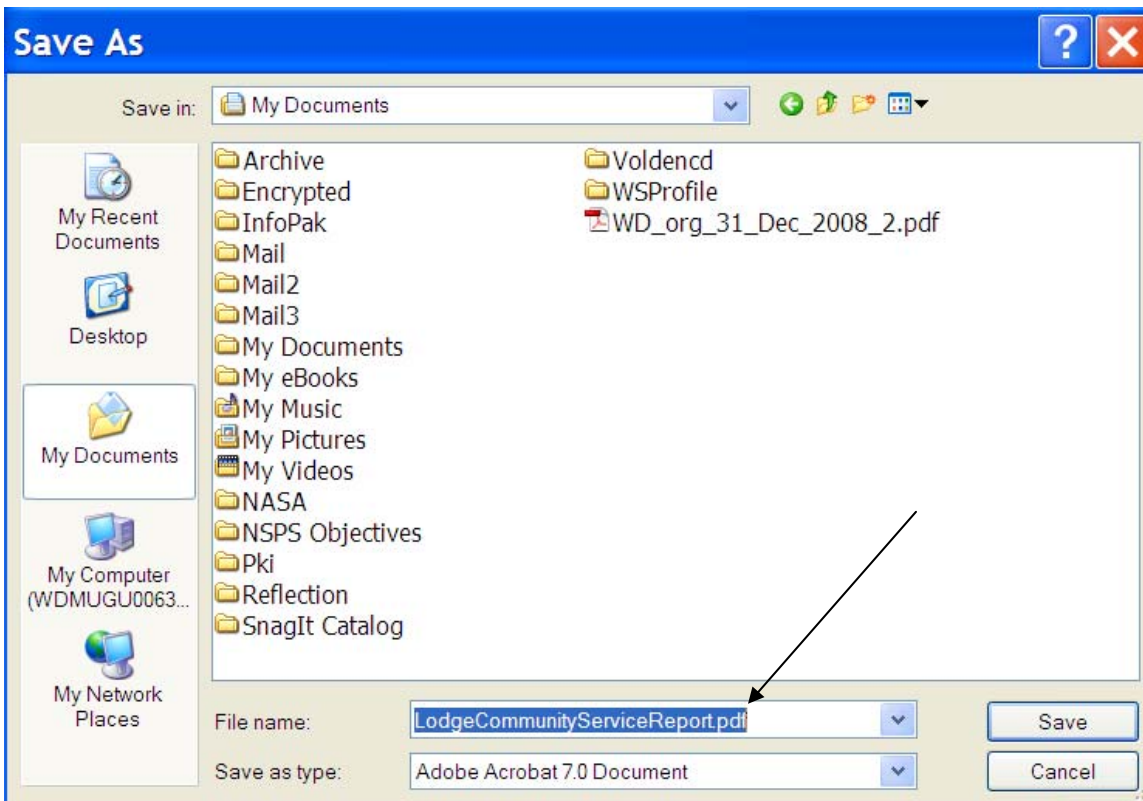 Save As
Save in:
My Documents
My Recent
Documents
Desktop
My Documents
My Computer
(WDMUGU0063...
My Network
Places
Archive
Encrypted
InfoPak
Mail
Mail2
Mail3
My Documents
My eBooks
My Music
My Pictures
My Videos
NASA
NSPS Objectives
Pki
Reflection
SnagIt Catalog
Voldencd
WSProfile
WD_org_31_Dec_2008_2.pdf
File name:
LodgeCommunityServiceReport.pdf
Save
Save as type:
Adobe Acrobat 7.0 Document
Cancel